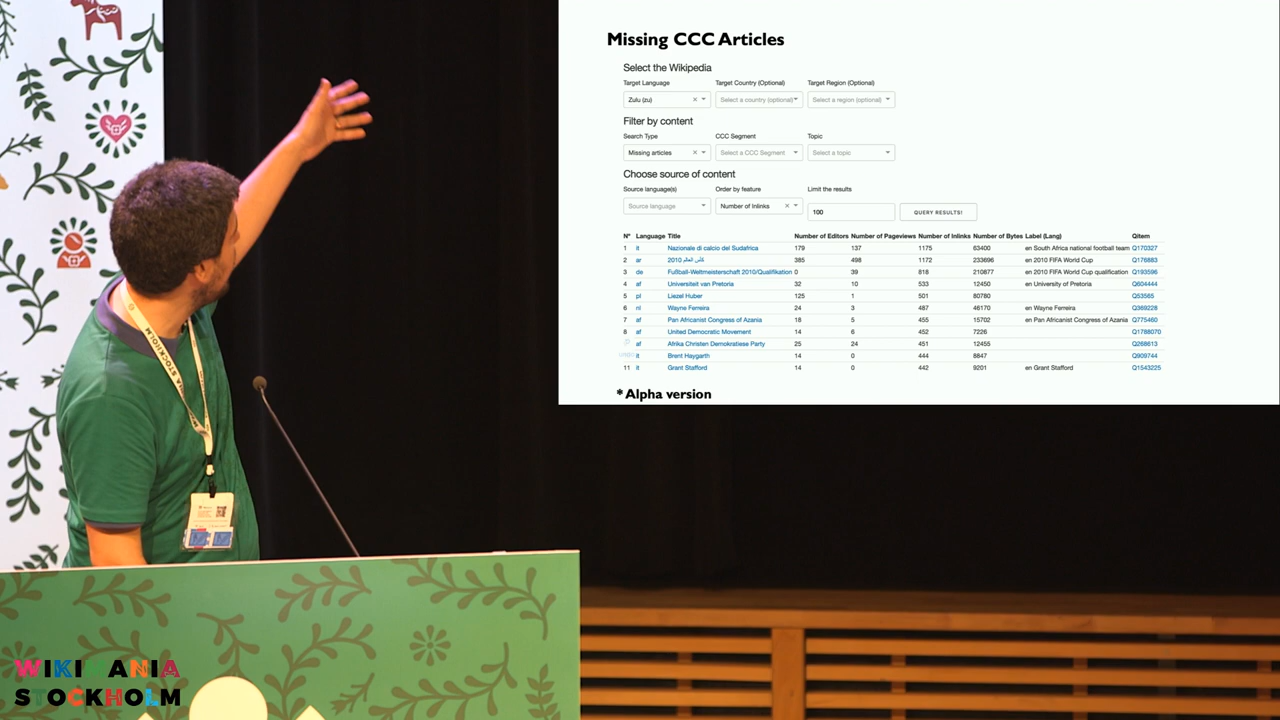 Missing CCC Articles
Select the Wikipedia
Target Language Target Country (Optional) Target Region (Optional)
Zulu (zu) Select a country (optional) Select a region (optional)
Filter by content
Search Type CCC Segment Topic
Missing articles Select a CCC Segment Select a topic
Choose source of content
Source language(s) Order by feature Limit the results
Source language Number of Inlinks 100 QUERY RESULTS!
Nº Language Title Number of Editors Number of Pageviews Number of Inlinks Number of Bytes Label (Lang) Qitem
1 it Nazionale di calcio del Sudafrica 179 137 1175 63400 en South Africa national football team Q170327
2 ar كأس العالم 2010 385 498 1172 233696 en 2010 FIFA World Cup Q176883
3 de Fußball-Weltmeisterschaft 2010/Qualifikation 0 39 818 210877 en 2010 FIFA World Cup qualification Q193596
4 af Universiteit van Pretoria 32 10 533 12450 en University of Pretoria Q604444
5 pl Liezel Huber 125 1 501 80780 Q53565
6 nl Wayne Ferreira 24 3 487 46170 en Wayne Ferreira Q369228
7 af Pan Africanist Congress of Azania 18 5 455 15702 en Pan Africanist Congress of Azania Q775460
8 af United Democratic Movement 14 6 452 7226 Q1788070
af Afrika Christen Demokratiese Party 25 24 451 12455 Q268613
it Brent Haygarth 14 0 444 8847 Q909744
11 it Grant Stafford 14 0 442 9201 en Grant Stafford Q1543225
* Alpha version
STOCKHOLM
WIKIMANIA
STOCKHOLM